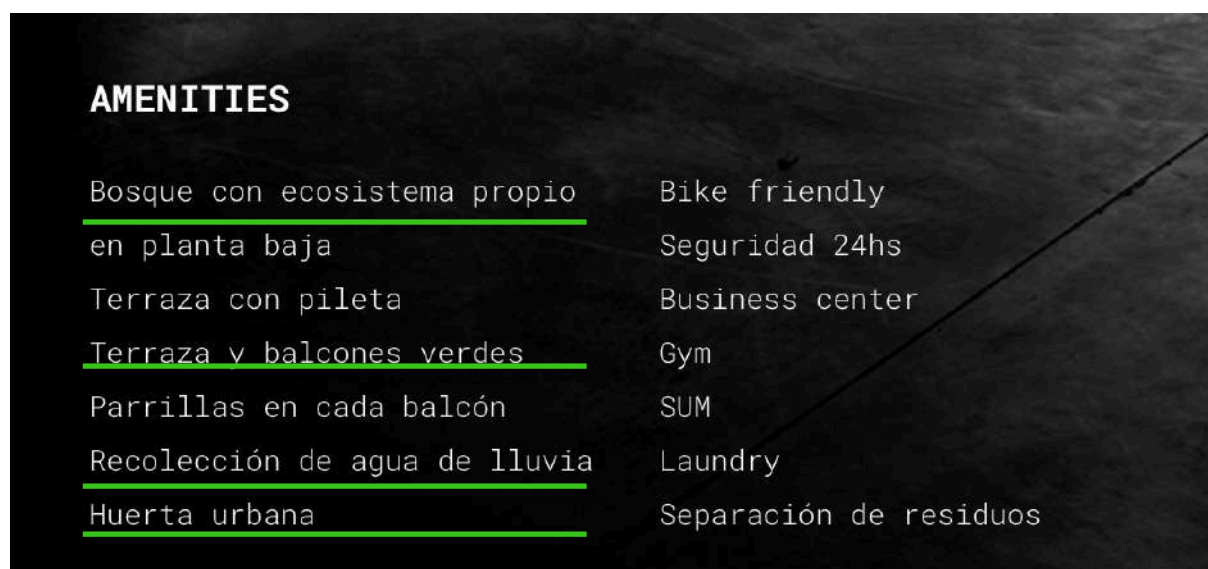 AMENITIES
Bosque con ecosistema propio
en planta baja
Terraza con pileta
Terraza y balcones verdes
Parrillas en cada balcón
Recolección de agua de lluvia
Huerta urbana
Bike friendly
Seguridad 24hs
Business center
Gym
SUM
Laundry
Separación de residuos